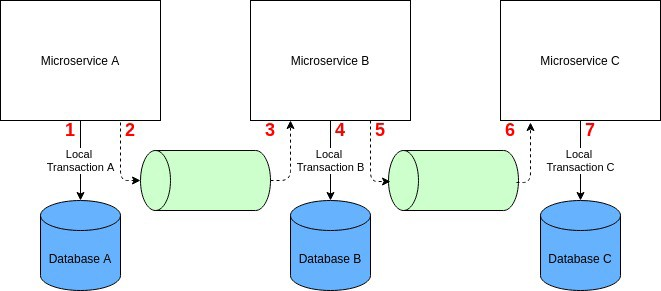 Microservice A
Microservice B
Microservice C
1
2
3
4
5
6
7
Local
Transaction A
Local
Transaction B
Local
Transaction C
Database A
Database B
Database C